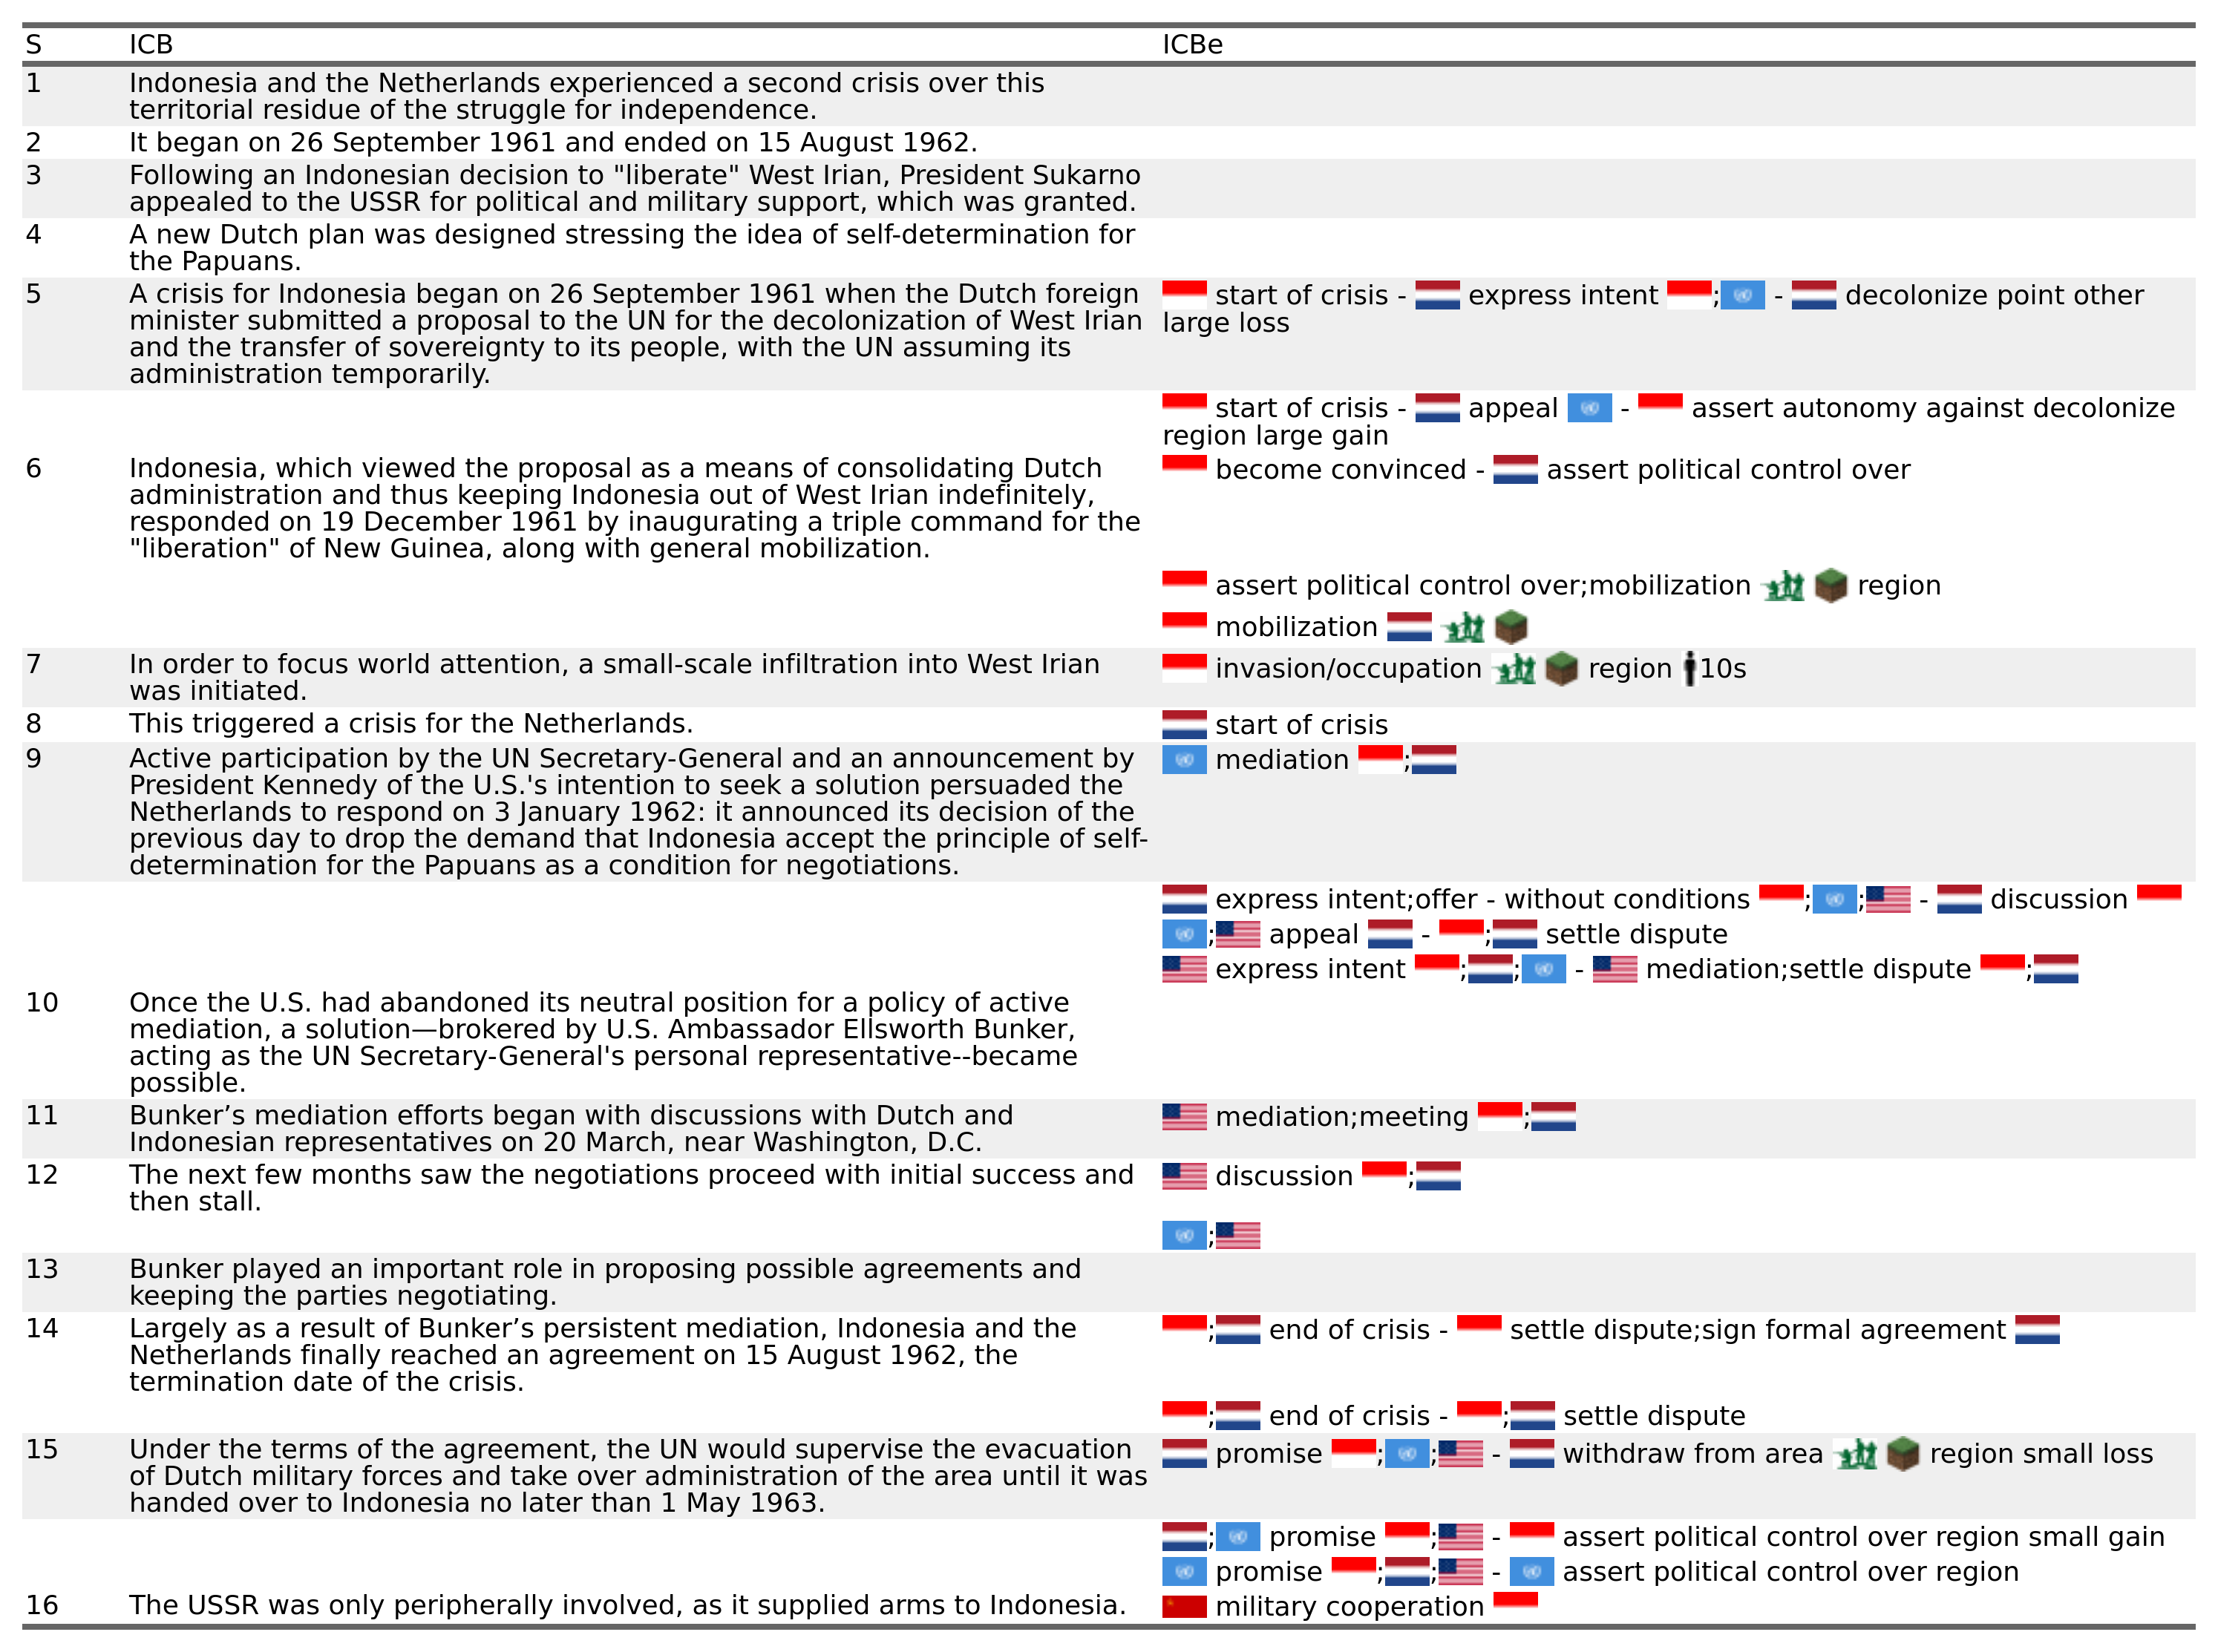 S ICB ICBe
1 Indonesia and the Netherlands experienced a second crisis over this
territorial residue of the struggle for independence.
2 It began on 26 September 1961 and ended on 15 August 1962.
3 Following an Indonesian decision to "liberate" West Irian, President Sukarno
appealed to the USSR for political and military support, which was granted.
4 A new Dutch plan was designed stressing the idea of self-determination for
the Papuans.
5 A crisis for Indonesia began on 26 September 1961 when the Dutch foreign
minister submitted a proposal to the UN for the decolonization of West Irian
and the transfer of sovereignty to its people, with the UN assuming its
administration temporarily.
start of crisis - express intent ; - decolonize point other
large loss
start of crisis - appeal - assert autonomy against decolonize
region large gain
6 Indonesia, which viewed the proposal as a means of consolidating Dutch
administration and thus keeping Indonesia out of West Irian indefinitely,
responded on 19 December 1961 by inaugurating a triple command for the
"liberation" of New Guinea, along with general mobilization.
become convinced - assert political control over
assert political control over;mobilization region
mobilization
7 In order to focus world attention, a small-scale infiltration into West Irian
was initiated.
invasion/occupation region 10s
8 This triggered a crisis for the Netherlands.
start of crisis
9 Active participation by the UN Secretary-General and an announcement by
President Kennedy of the U.S.'s intention to seek a solution persuaded the
Netherlands to respond on 3 January 1962: it announced its decision of the
previous day to drop the demand that Indonesia accept the principle of self-
determination for the Papuans as a condition for negotiations.
mediation ;
express intent;offer - without conditions ; ; - discussion
; appeal - ; settle dispute
express intent ; ; - mediation;settle dispute ;
10 Once the U.S. had abandoned its neutral position for a policy of active
mediation, a solution—brokered by U.S. Ambassador Ellsworth Bunker,
acting as the UN Secretary-General's personal representative--became
possible.
11 Bunker’s mediation efforts began with discussions with Dutch and
Indonesian representatives on 20 March, near Washington, D.C.
mediation;meeting ;
12 The next few months saw the negotiations proceed with initial success and
then stall.
discussion ;
;
13 Bunker played an important role in proposing possible agreements and
keeping the parties negotiating.
14 Largely as a result of Bunker’s persistent mediation, Indonesia and the
Netherlands finally reached an agreement on 15 August 1962, the
termination date of the crisis.
; end of crisis - settle dispute;sign formal agreement
; end of crisis - ; settle dispute
15 Under the terms of the agreement, the UN would supervise the evacuation
of Dutch military forces and take over administration of the area until it was
handed over to Indonesia no later than 1 May 1963.
promise ; ; - withdraw from area region small loss
; promise ; - assert political control over region small gain
promise ; ; - assert political control over region
16 The USSR was only peripherally involved, as it supplied arms to Indonesia.
military cooperation